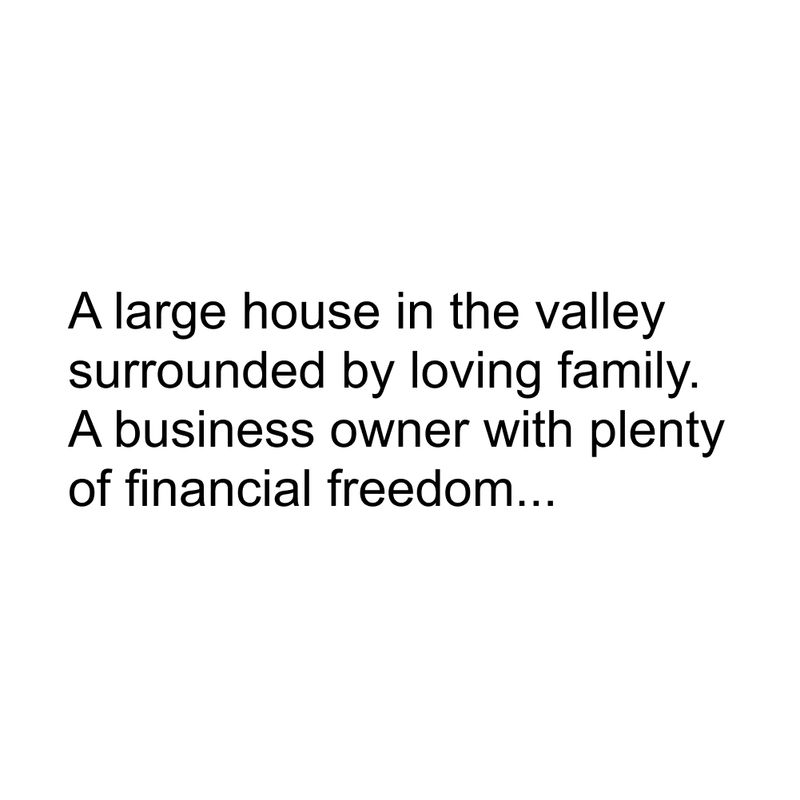 A large house in the valley
surrounded by loving family.
A business owner with plenty
of financial freedom...